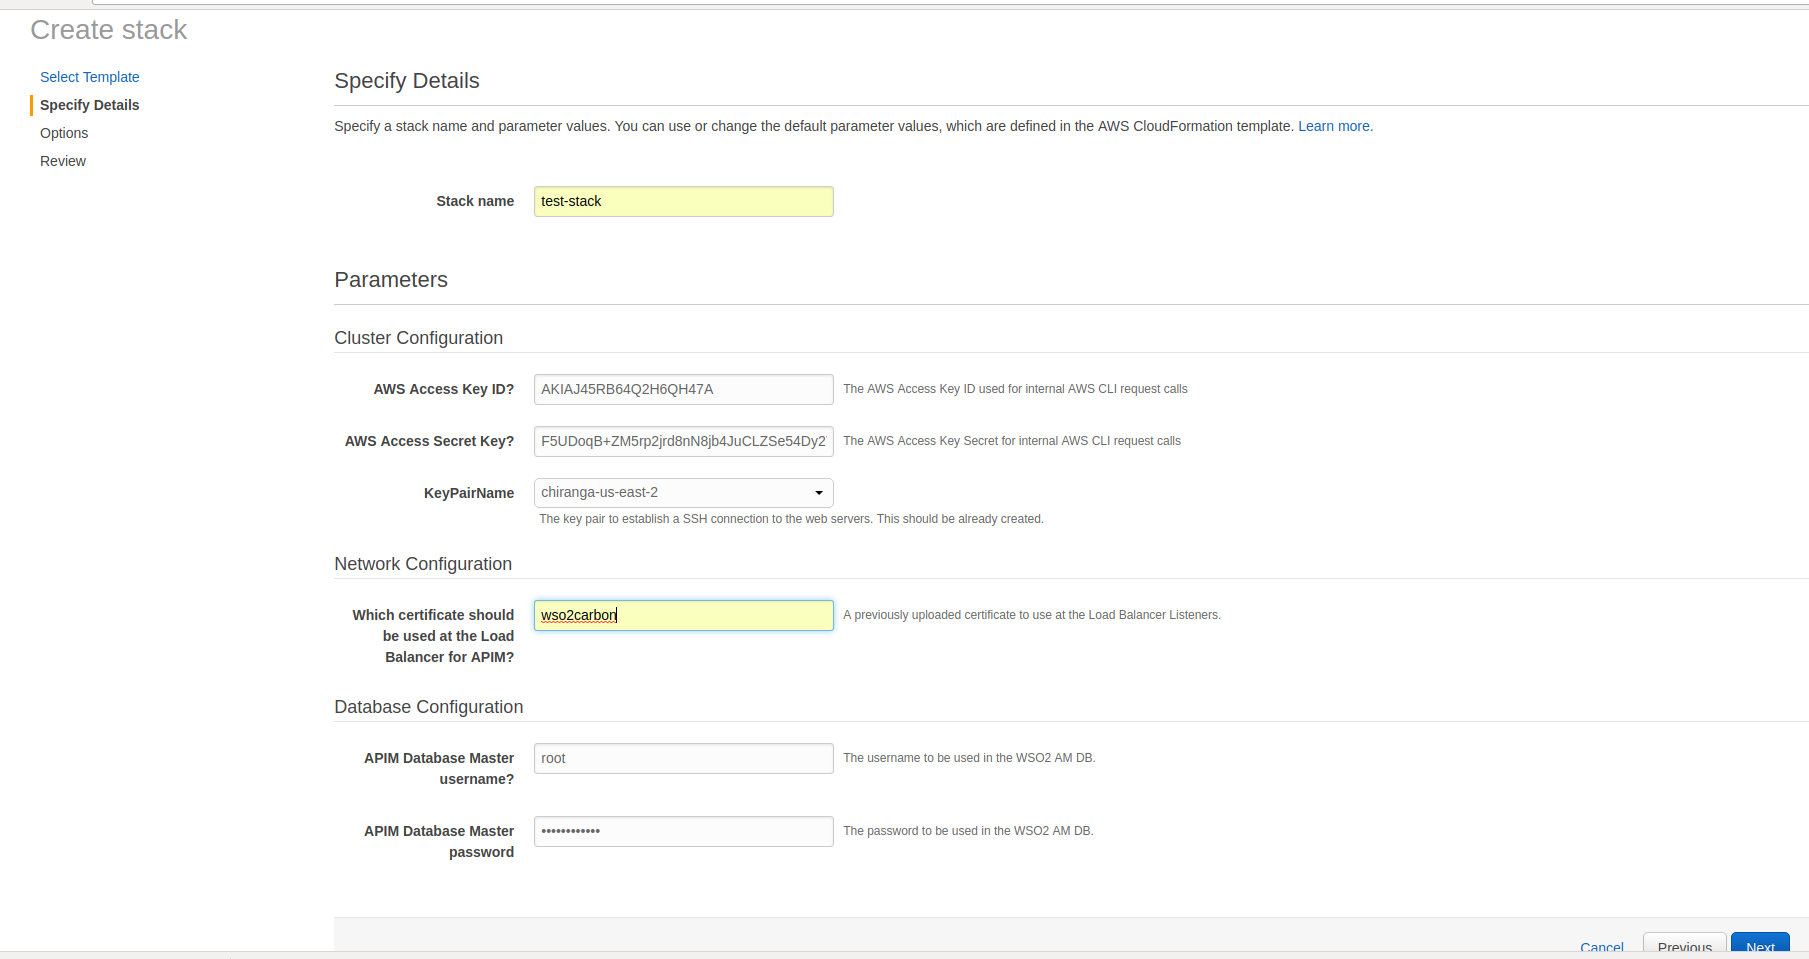 Create stack
Select Template
Specify Details
Options
Review
Specify Details
Specify a stack name and parameter values. You can use or change the default parameter values, which are defined in the AWS CloudFormation template. Learn more.
Stack name test-stack
Parameters
Cluster Configuration
AWS Access Key ID? AKIAJ45RB64Q2H6QH47A The AWS Access Key ID used for internal AWS CLI request calls
AWS Access Secret Key? F5UDoqB+ZM5rp2jrd8nN8jb4JuCLZSe54Dy2 The AWS Access Key Secret for internal AWS CLI request calls
KeyPairName chiranga-us-east-2
The key pair to establish a SSH connection to the web servers. This should be already created.
Network Configuration
Which certificate should wso2carbon A previously uploaded certificate to use at the Load Balancer Listeners.
be used at the Load
Balancer for APIM?
Database Configuration
APIM Database Master root The username to be used in the WSO2 AM DB.
username?
APIM Database Master •••••••••••• The password to be used in the WSO2 AM DB.
password
Cancel Previous Next